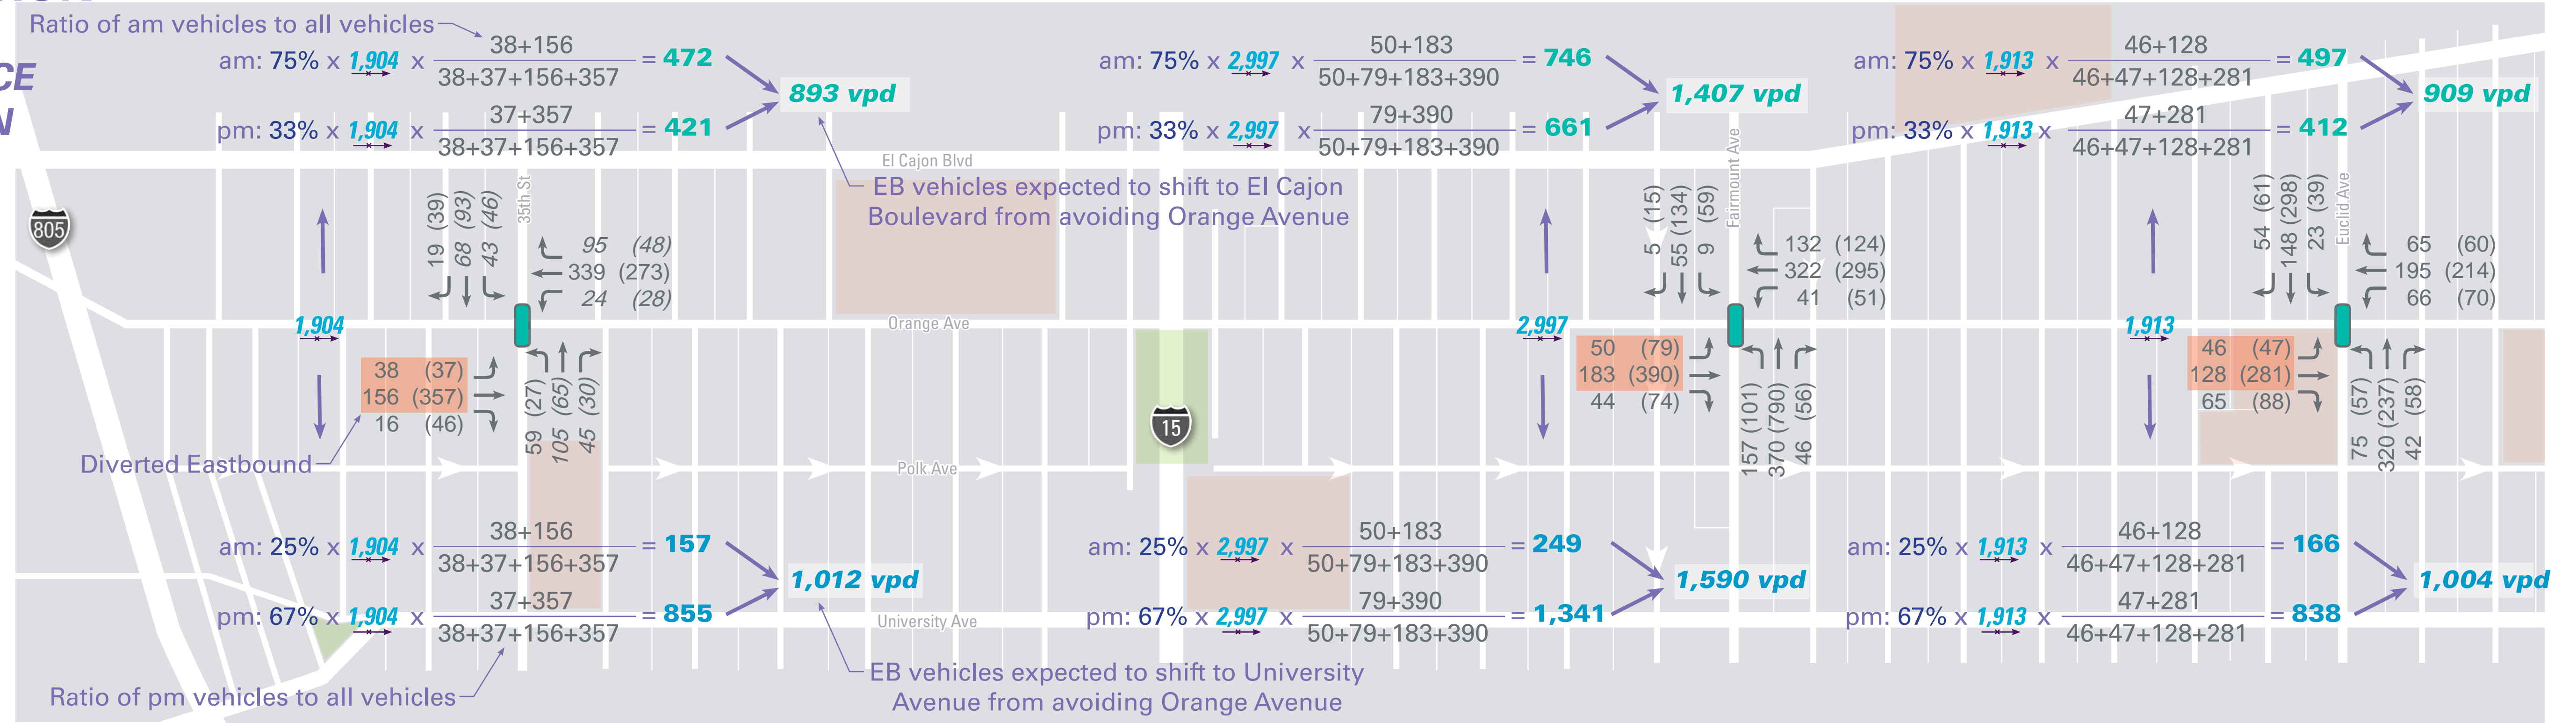 Ratio of am vehicles to all vehicles
CE
N
am: 75% x 1,904 x 38+156 / 38+37+156+357 = 472
pm: 33% x 1,904 x 37+357 / 38+37+156+357 = 421
893 vpd
am: 75% x 2,997 x 50+183 / 50+79+183+390 = 746
pm: 33% x 2,997 x 79+390 / 50+79+183+390 = 661
1,407 vpd
am: 75% x 1,913 x 46+128 / 46+47+128+281 = 497
pm: 33% x 1,913 x 47+281 / 46+47+128+281 = 412
909 vpd
El Cajon Blvd
EB vehicles expected to shift to El Cajon
Boulevard from avoiding Orange Avenue
805
35th St
19 (39)
68 (93)
43 (46)
95 (48)
339 (273)
24 (28)
1,904
38 (37)
156 (357)
16 (46)
59 (27)
105 (65)
45 (30)
Diverted Eastbound
Orange Ave
15
Polk Ave
Fairmount Ave
5 (15)
55 (134)
9 (59)
132 (124)
322 (295)
41 (51)
2,997
50 (79)
183 (390)
44 (74)
157 (101)
370 (790)
46 (56)
Euclid Ave
54 (61)
148 (298)
23 (39)
65 (60)
195 (214)
66 (70)
1,913
46 (47)
128 (281)
65 (88)
75 (57)
320 (237)
42 (58)
am: 25% x 1,904 x 38+156 / 38+37+156+357 = 157
pm: 67% x 1,904 x 37+357 / 38+37+156+357 = 855
1,012 vpd
am: 25% x 2,997 x 50+183 / 50+79+183+390 = 249
pm: 67% x 2,997 x 79+390 / 50+79+183+390 = 1,341
1,590 vpd
am: 25% x 1,913 x 46+128 / 46+47+128+281 = 166
pm: 67% x 1,913 x 47+281 / 46+47+128+281 = 838
1,004 vpd
University Ave
EB vehicles expected to shift to University
Avenue from avoiding Orange Avenue
Ratio of pm vehicles to all vehicles